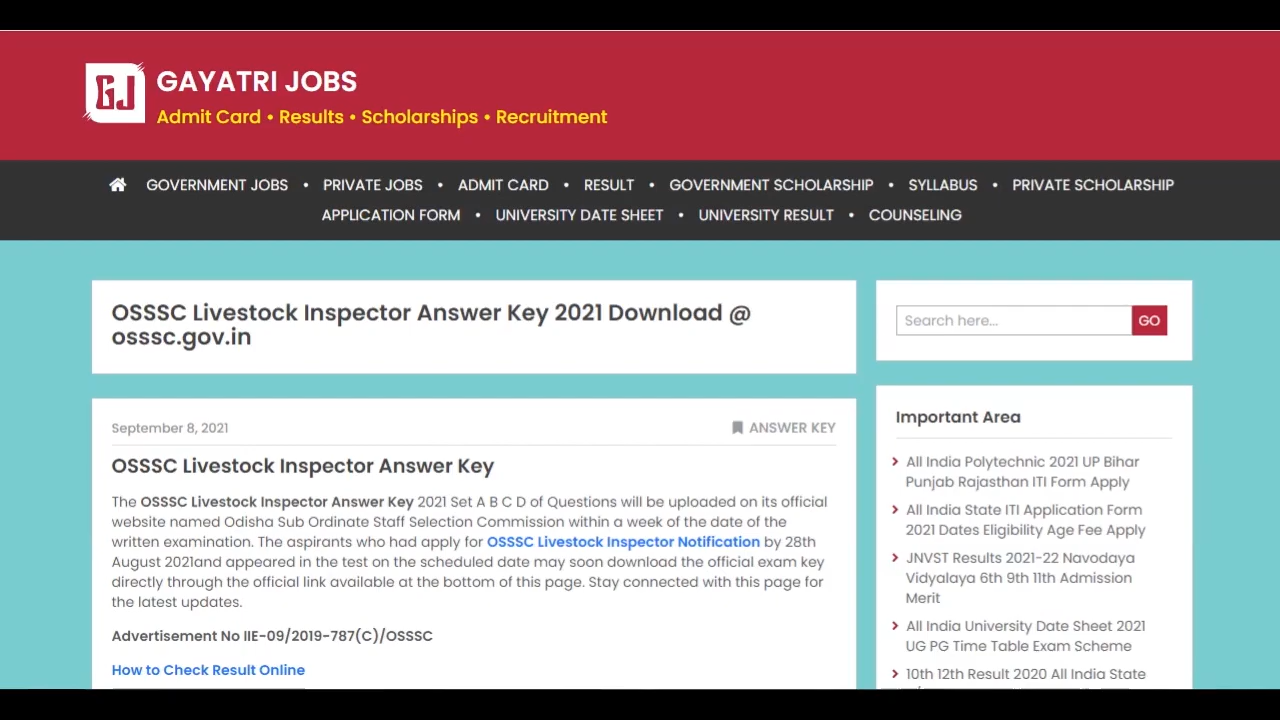 GJ
GAYATRI JOBS
Admit Card • Results • Scholarships • Recruitment
GOVERNMENT JOBS • PRIVATE JOBS • ADMIT CARD • RESULT • GOVERNMENT SCHOLARSHIP • SYLLABUS • PRIVATE SCHOLARSHIP
APPLICATION FORM • UNIVERSITY DATE SHEET • UNIVERSITY RESULT • COUNSELING
OSSSC Livestock Inspector Answer Key 2021 Download @
osssc.gov.in
September 8, 2021
ANSWER KEY
OSSSC Livestock Inspector Answer Key
The OSSSC Livestock Inspector Answer Key 2021 Set A B C D of Questions will be uploaded on its official
website named Odisha Sub Ordinate Staff Selection Commission within a week of the date of the
written examination. The aspirants who had apply for OSSSC Livestock Inspector Notification by 28th
August 2021and appeared in the test on the scheduled date may soon download the official exam key
directly through the official link available at the bottom of this page. Stay connected with this page for
the latest updates.
Advertisement No IIE-09/2019-787(C)/OSSSC
How to Check Result Online
Search here...
GO
Important Area
All India Polytechnic 2021 UP Bihar
Punjab Rajasthan ITI Form Apply
All India State ITI Application Form
2021 Dates Eligibility Age Fee Apply
JNVST Results 2021-22 Navodaya
Vidyalaya 6th 9th 11th Admission
Merit
All India University Date Sheet 2021
UG PG Time Table Exam Scheme
10th 12th Result 2020 All India State